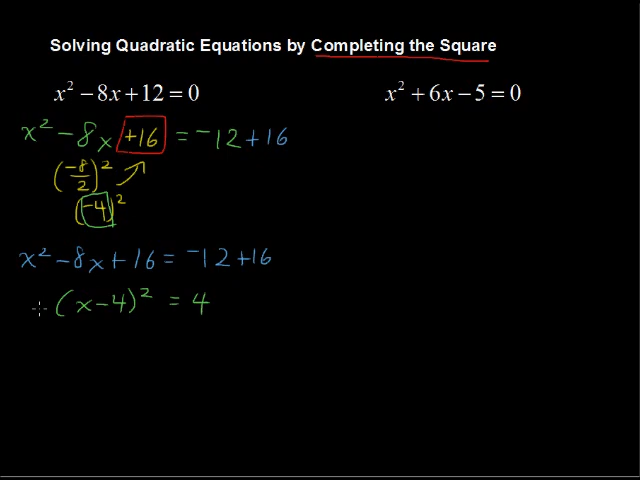 Solving Quadratic Equations by Completing the Square
x² − 8x + 12 = 0
x² + 6x − 5 = 0
x² − 8x +16 = −12 +16
(−8/2)²
(−4)²
x² − 8x + 16 = −12 + 16
(x − 4)² = 4